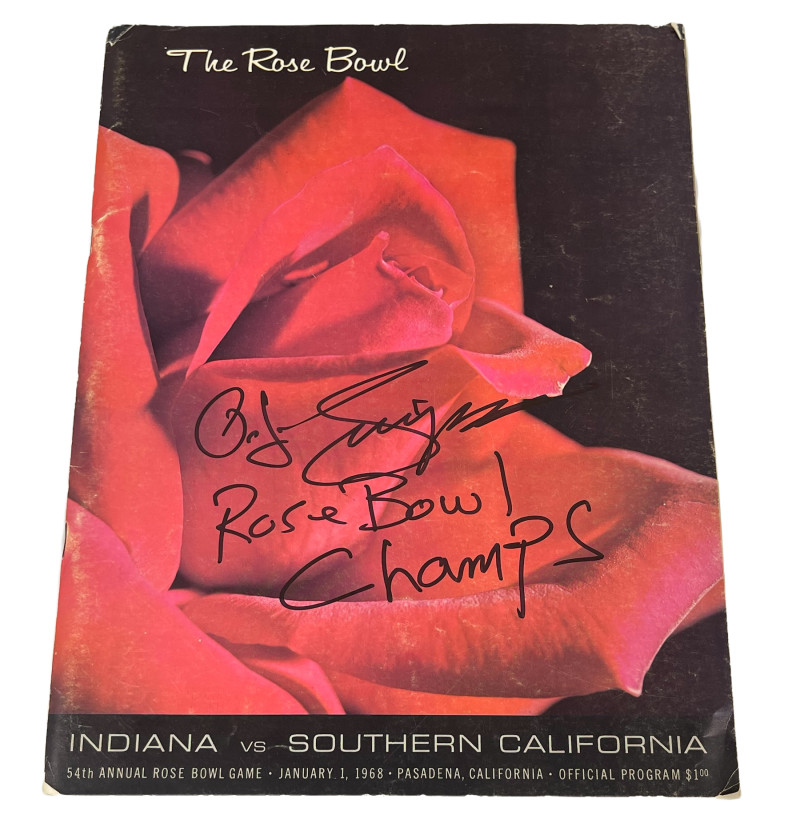 The Rose Bowl
O.J. Simpson
Rose Bowl
Champs
INDIANA vs SOUTHERN CALIFORNIA
54th ANNUAL ROSE BOWL GAME • JANUARY 1, 1968 • PASADENA, CALIFORNIA • OFFICIAL PROGRAM $1.00